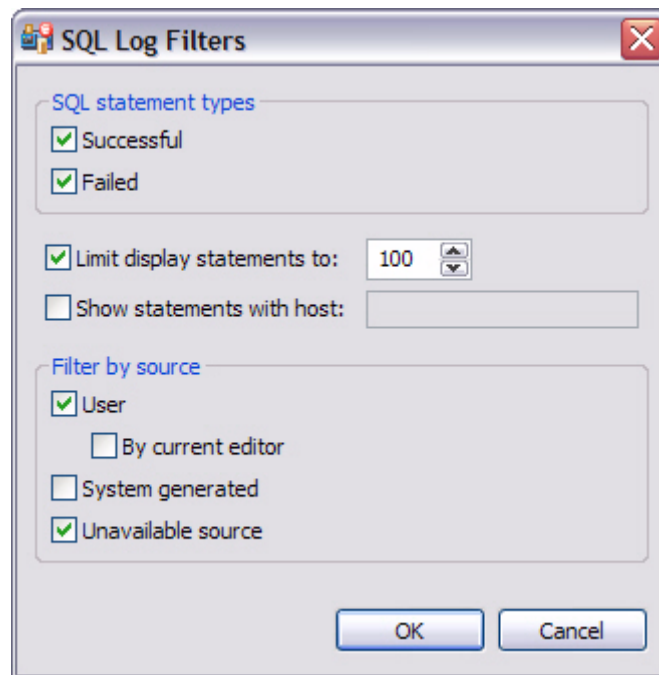 SQL Log Filters
SQL statement types
Successful
Failed
Limit display statements to: 100
Show statements with host:
Filter by source
User
By current editor
System generated
Unavailable source
OK Cancel